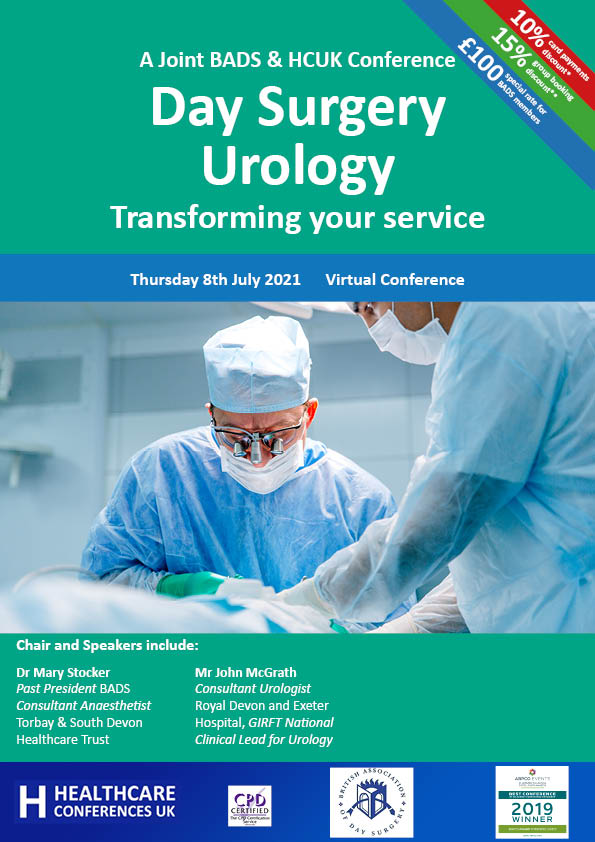 A Joint BADS & HCUK Conference
Day Surgery
Urology
Transforming your service
10% card payments
discount*
15% group booking
discount**
£100 special rate for
BADS members
Thursday 8th July 2021 Virtual Conference
Chair and Speakers include:
Dr Mary Stocker
Past President BADS
Consultant Anaesthetist
Torbay & South Devon
Healthcare Trust
Mr John McGrath
Consultant Urologist
Royal Devon and Exeter
Hospital, GIRFT National
Clinical Lead for Urology
H HEALTHCARE
CONFERENCES UK
CPD
CERTIFIED
The CPD Certification
Service
BRITISH ASSOCIATION
OF DAY SURGERY
BEST CONFERENCE
2019
WINNER